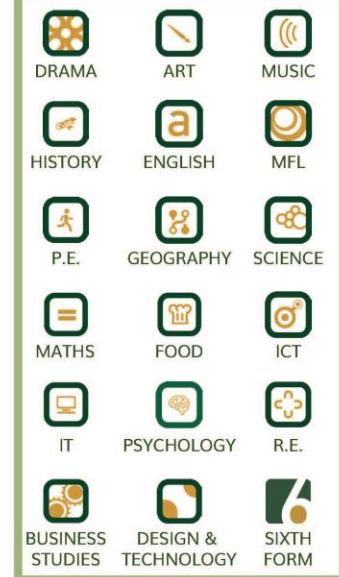 DRAMA ART MUSIC
a
HISTORY ENGLISH MFL
P.E. GEOGRAPHY SCIENCE
=
MATHS FOOD ICT
IT PSYCHOLOGY R.E.
6
BUSINESS STUDIES
DESIGN & TECHNOLOGY
SIXTH FORM